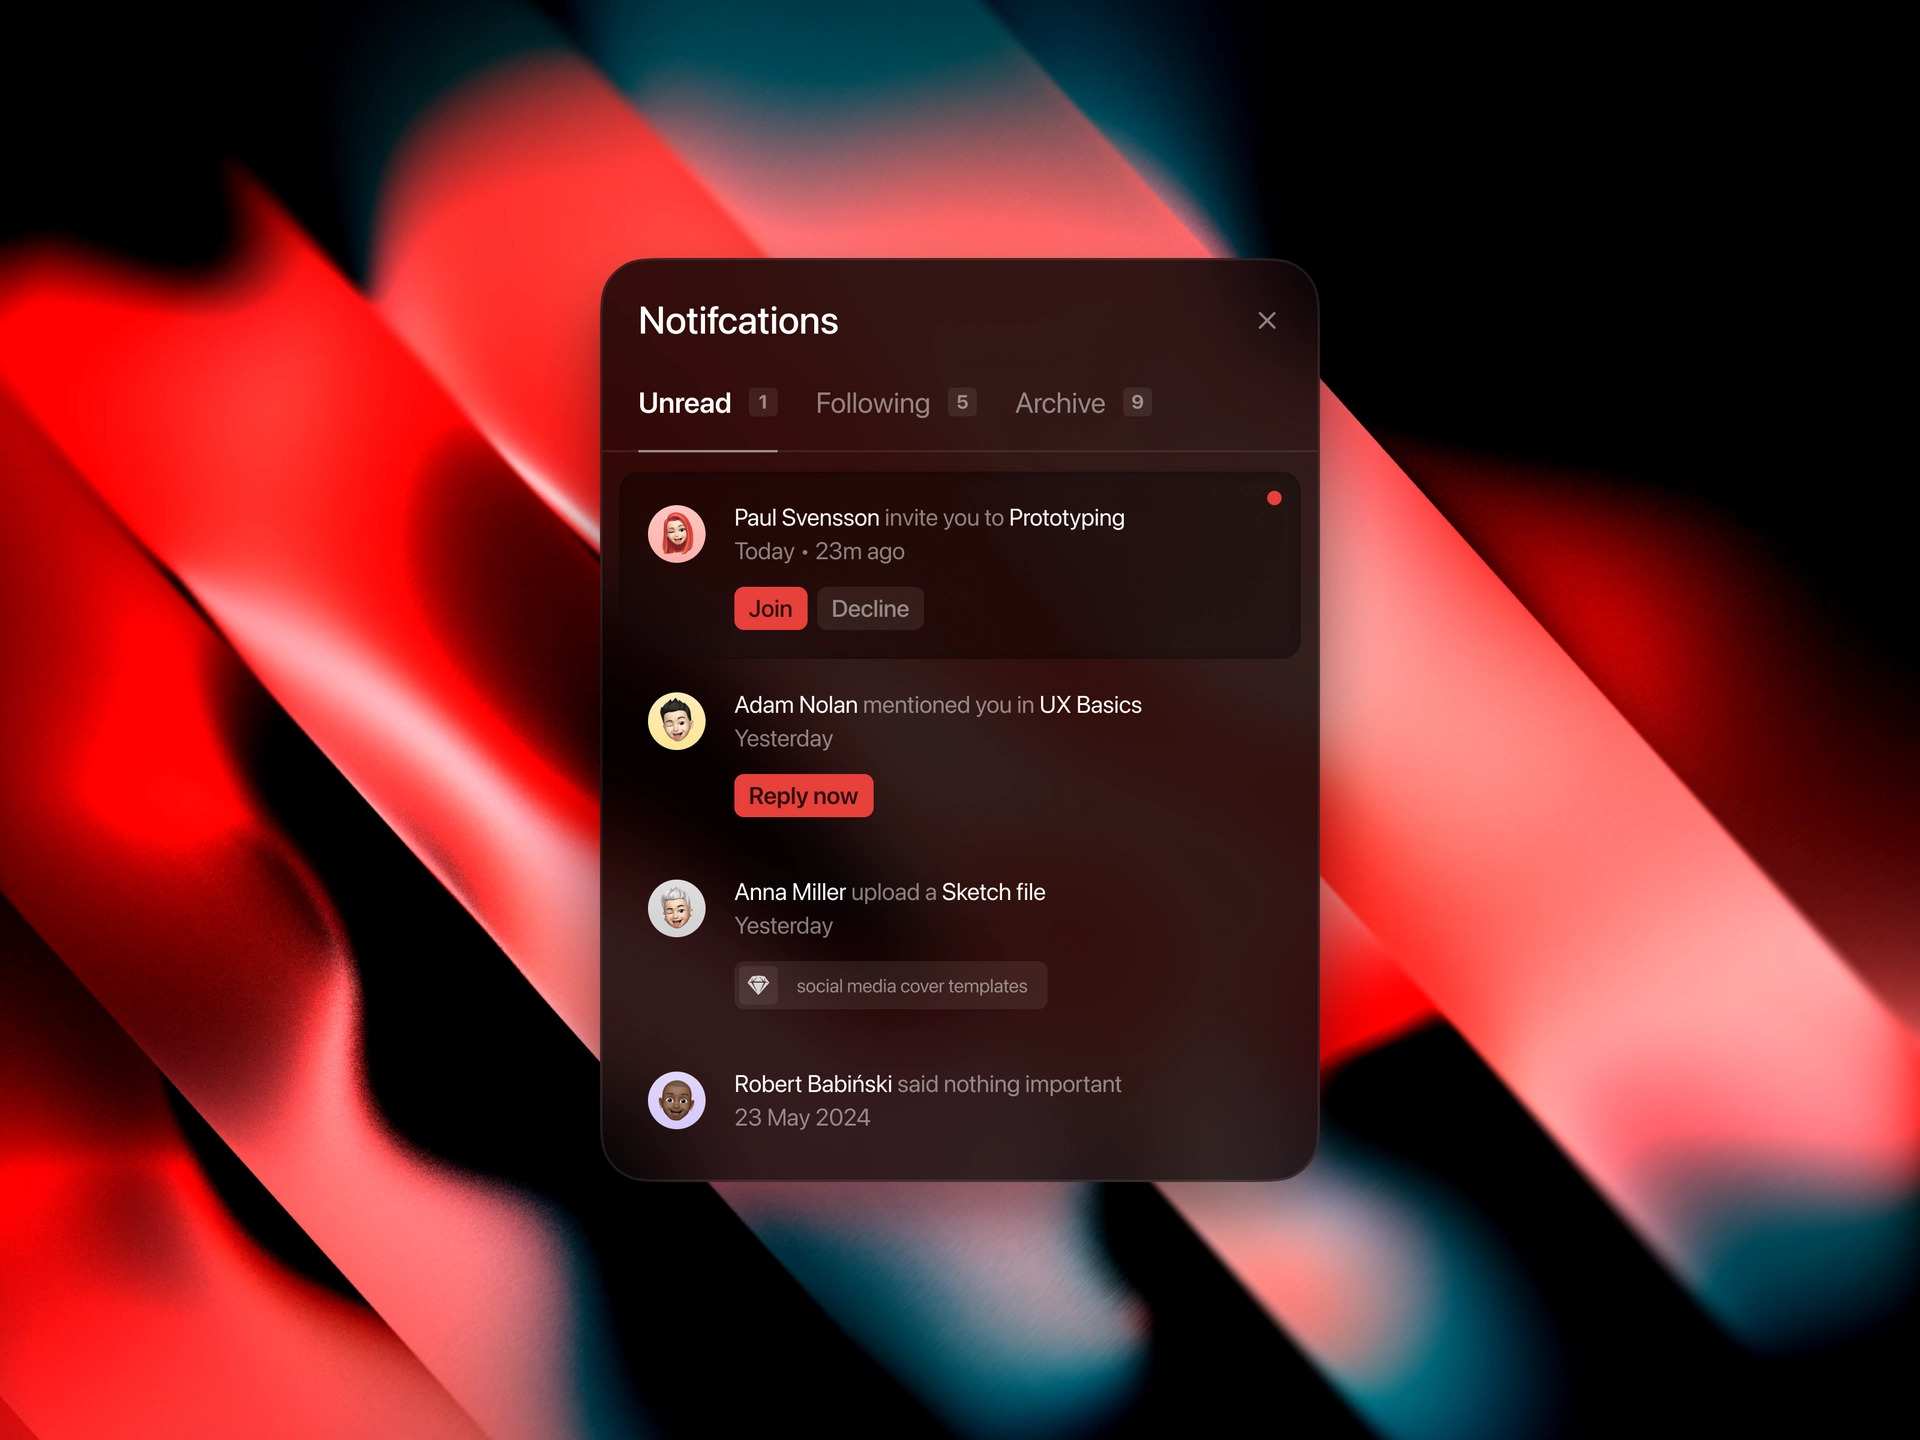 Notifcations
Unread 1 Following 5 Archive 9
Paul Svensson invite you to Prototyping
Today • 23m ago
Join Decline
Adam Nolan mentioned you in UX Basics
Yesterday
Reply now
Anna Miller upload a Sketch file
Yesterday
social media cover templates
Robert Babiński said nothing important
23 May 2024